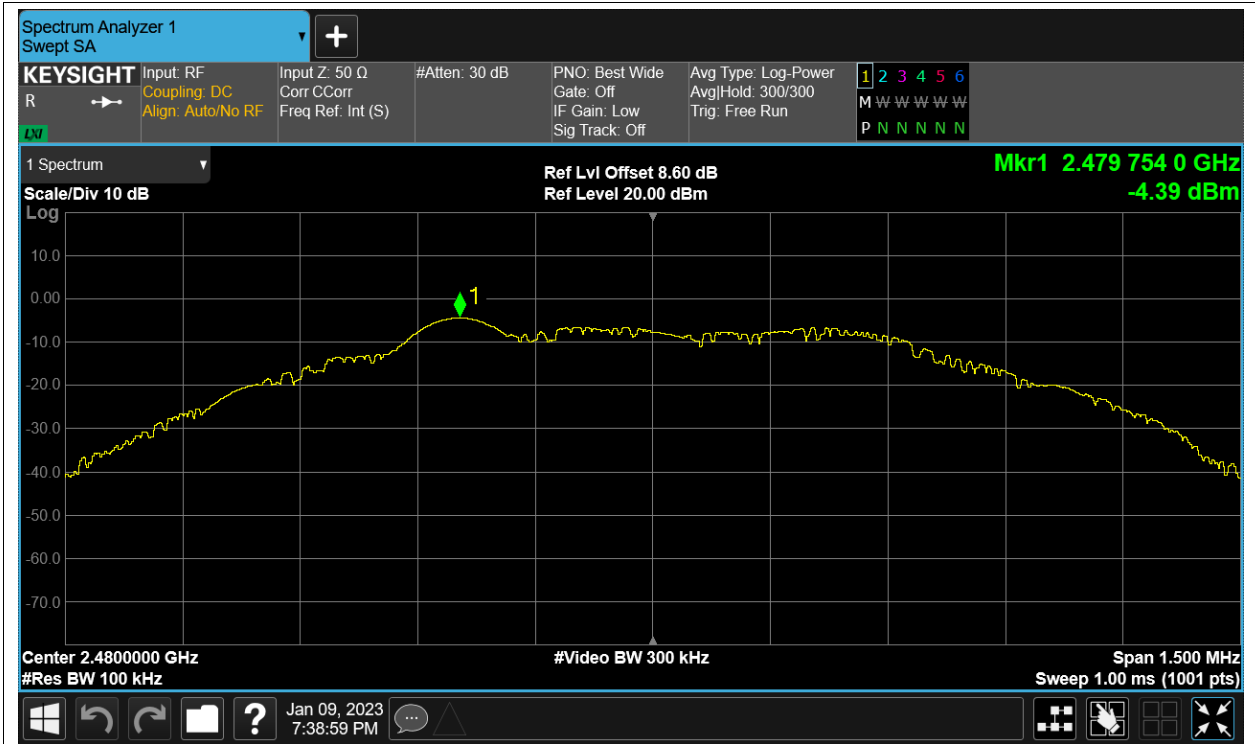 Spectrum Analyzer 1
Swept SA
KEYSIGHT
R
LXI
Input: RF
Coupling: DC
Align: Auto/No RF
Input Z: 50 Ω
Corr CCorr
Freq Ref: Int (S)
#Atten: 30 dB
PNO: Best Wide
Gate: Off
IF Gain: Low
Sig Track: Off
Avg Type: Log-Power
Avg|Hold: 300/300
Trig: Free Run
1 2 3 4 5 6
M W W W W W
P N N N N N
1 Spectrum
Scale/Div 10 dB
Log
Ref Lvl Offset 8.60 dB
Ref Level 20.00 dBm
Mkr1 2.479 754 0 GHz
-4.39 dBm
10.0
0.00
-10.0
-20.0
-30.0
-40.0
-50.0
-60.0
-70.0
1
Center 2.4800000 GHz
#Res BW 100 kHz
#Video BW 300 kHz
Span 1.500 MHz
Sweep 1.00 ms (1001 pts)
?
Jan 09, 2023
7:38:59 PM